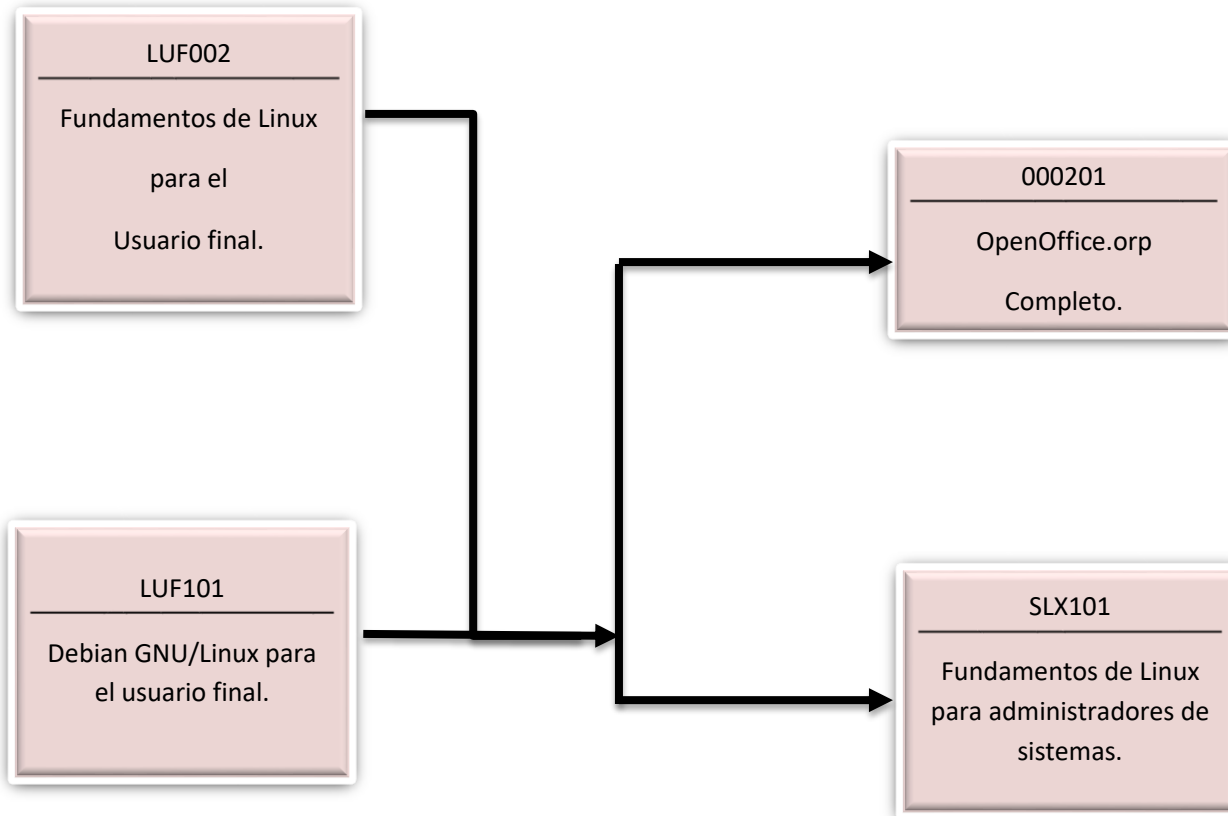 LUF002
Fundamentos de Linux
para el
Usuario final.
000201
OpenOffice.orp
Completo.
LUF101
Debian GNU/Linux para
el usuario final.
SLX101
Fundamentos de Linux
para administradores de
sistemas.